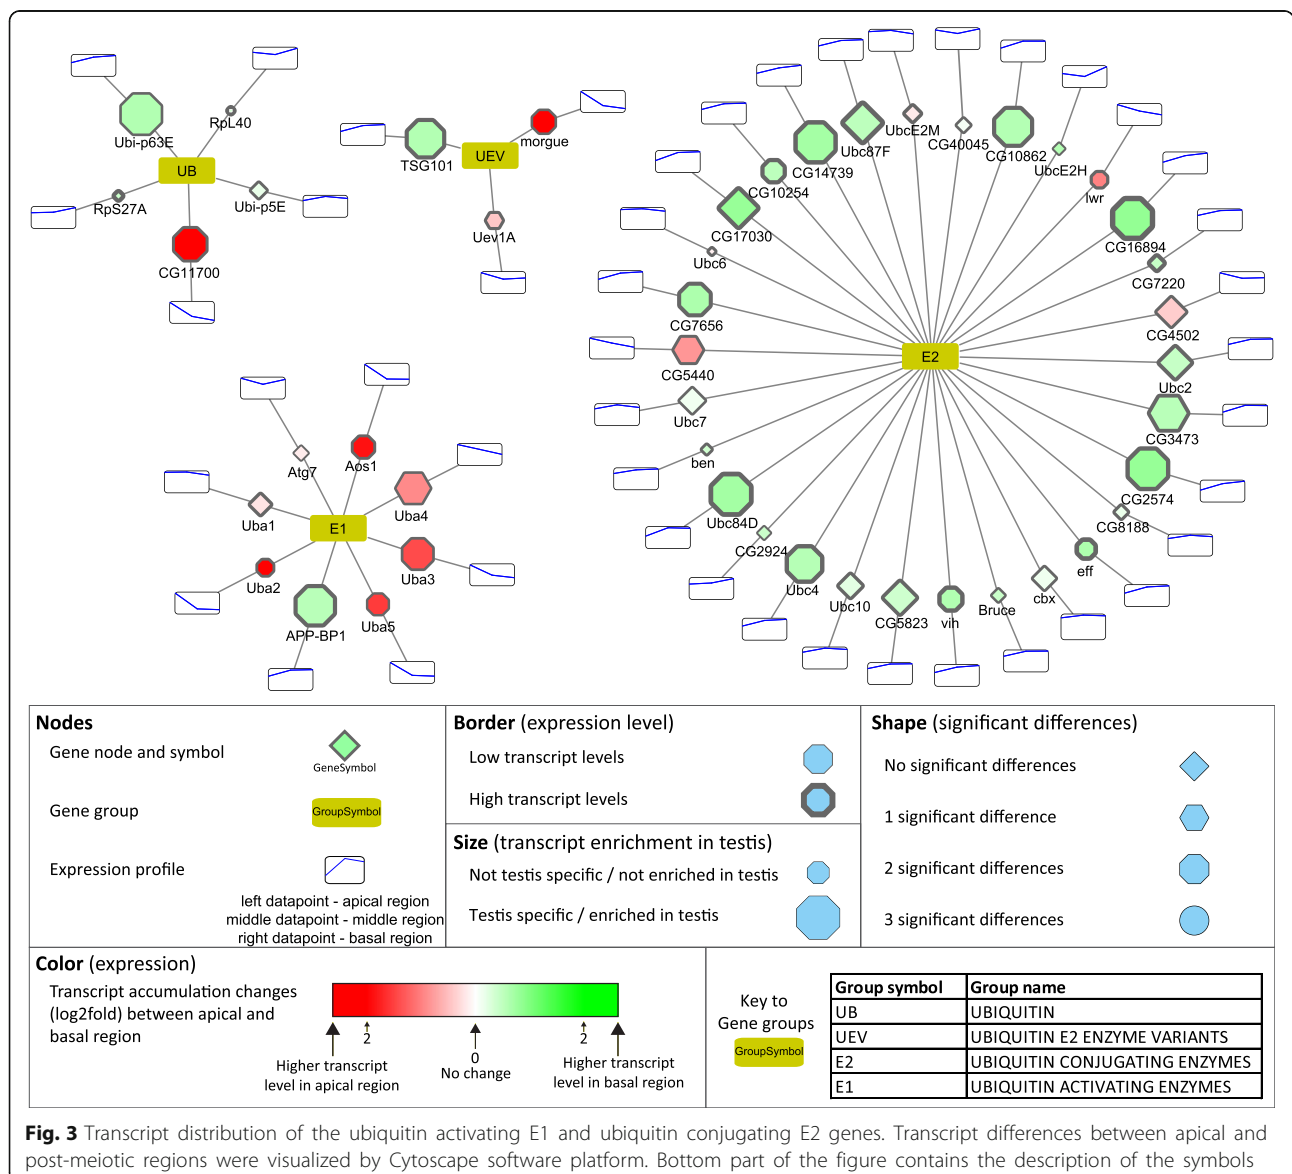 Ubi-p63E
RpL40
UB
RpS27A
Ubi-p5E
CG11700
TSG101
UEV
morgue
Uev1A
Atg7
Aos1
Uba1
Uba4
E1
Uba2
Uba3
APP-BP1
Uba5
UbcE2M
Ubc87F
CG40045
CG10862
UbcE2H
CG14739
CG10254
lwr
CG17030
CG16894
Ubc6
CG7220
CG7656
CG4502
E2
CG5440
Ubc2
Ubc7
CG3473
ben
CG2574
Ubc84D
CG8188
CG2924
eff
Ubc4
Ubc10
CG5823
vih
Bruce
cbx
Nodes
Gene node and symbol
GeneSymbol
Gene group
GroupSymbol
Expression profile
left datapoint - apical region
middle datapoint - middle region
right datapoint - basal region
Border (expression level)
Low transcript levels
High transcript levels
Size (transcript enrichment in testis)
Not testis specific / not enriched in testis
Testis specific / enriched in testis
Shape (significant differences)
No significant differences
1 significant difference
2 significant differences
3 significant differences
Color (expression)
Transcript accumulation changes
(log2fold) between apical and
basal region
2
0
2
Higher transcript
level in apical region
No change
Higher transcript
level in basal region
Key to
Gene groups
GroupSymbol
Group symbol Group name
UB UBIQUITIN
UEV UBIQUITIN E2 ENZYME VARIANTS
E2 UBIQUITIN CONJUGATING ENZYMES
E1 UBIQUITIN ACTIVATING ENZYMES
Fig. 3 Transcript distribution of the ubiquitin activating E1 and ubiquitin conjugating E2 genes. Transcript differences between apical and
post-meiotic regions were visualized by Cytoscape software platform. Bottom part of the figure contains the description of the symbols